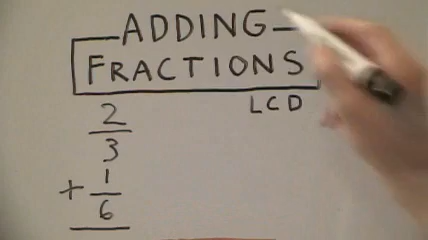 ADDING
FRACTIONS
LCD
2
3
+ 1
6